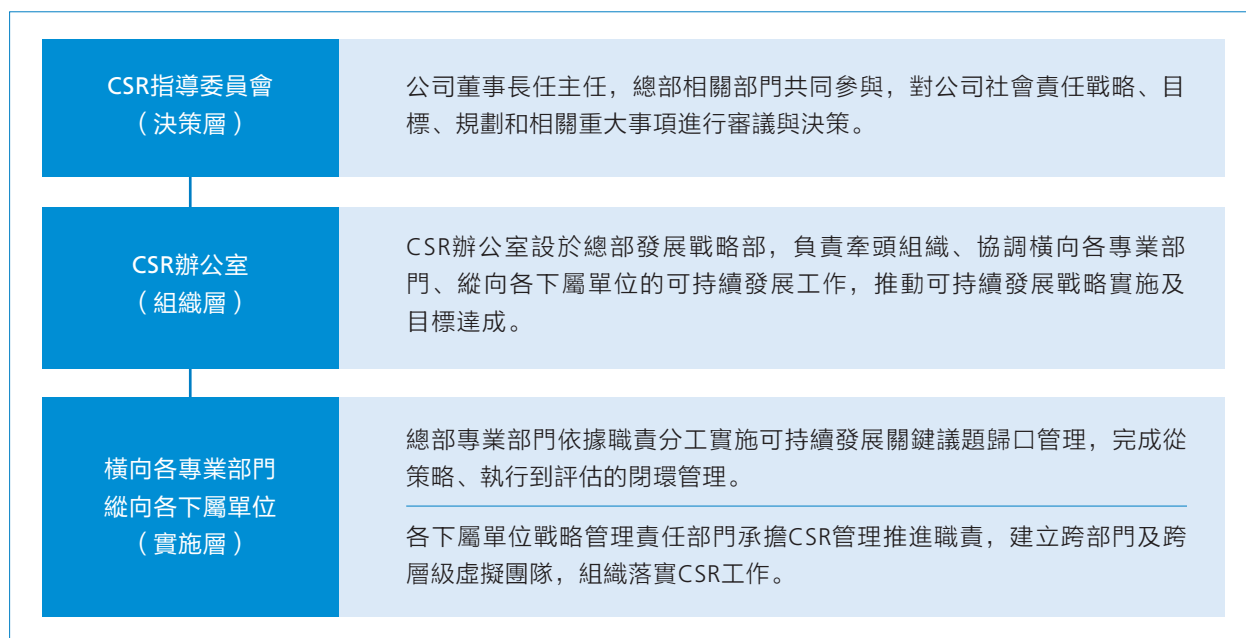 CSR指導委員會
（決策層）
公司董事長任主任，總部相關部門共同參與，對公司社會責任戰略、目
標、規劃和相關重大事項進行審議與決策。
CSR辦公室
（組織層）
CSR辦公室設於總部發展戰略部，負責牽頭組織、協調橫向各專業部
門、縱向各下屬單位的可持續發展工作，推動可持續發展戰略實施及
目標達成。
橫向各專業部門
縱向各下屬單位
（實施層）
總部專業部門依據職責分工實施可持續發展關鍵議題歸口管理，完成從
策略、執行到評估的閉環管理。
各下屬單位戰略管理責任部門承擔CSR管理推進職責，建立跨部門及跨
層級虛擬團隊，組織落實CSR工作。